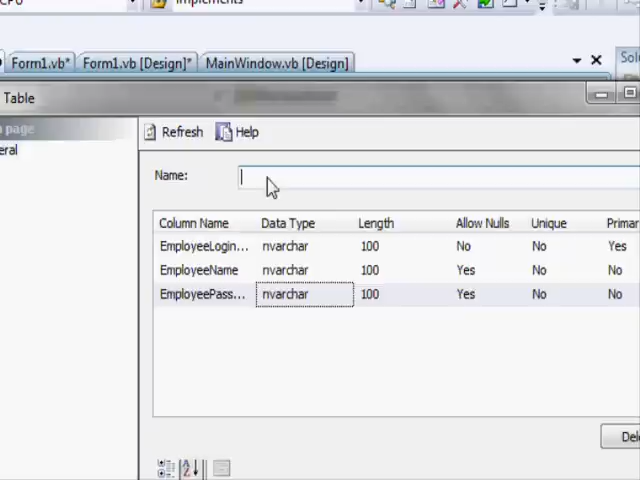 Implements
Form1.vb* Form1.vb [Design]* MainWindow.vb [Design]
Table
page
Refresh Help
Name:
Column Name Data Type Length Allow Nulls Unique Primar
EmployeeLogin... nvarchar 100 No No Yes
EmployeeName nvarchar 100 Yes No No
EmployeePass... nvarchar 100 Yes No No